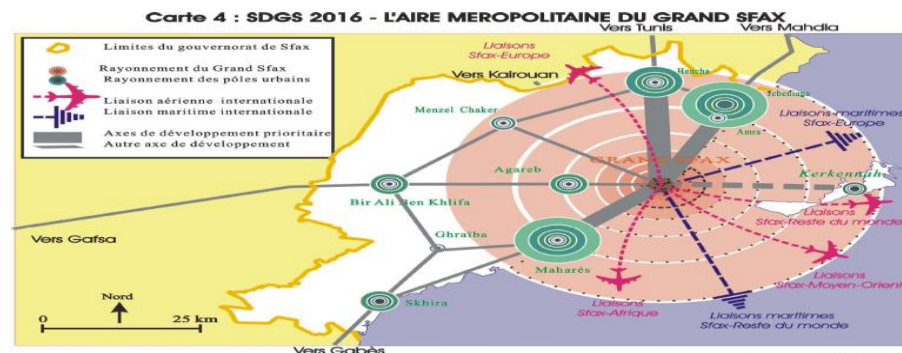 Carte 4 : SDGS 2016 - L'AIRE MEROPOLITAINE DU GRAND SFAX
Vers Tunis
Vers Mahdia
Limites du gouvernorat de Sfax
Rayonnement du Grand Sfax
Rayonnement des pôles urbains
Liaison aérienne internationale
Liaison maritime internationale
Axes de développement prioritaire
Autre axe de développement
Liaisons
Sfax-Europe
Vers Kairouan
Hencha
Jebeniana
Menzel Chaker
Amra
Liaisons maritimes
Sfax-Europe
GRAND SFAX
Agareb
Kerkennah
Bir Ali Ben Khlifa
Liaisons
Sfax-Reste du monde
Vers Gafsa
Ghraiba
Maharès
Liaisons
Sfax-Moyen-Orient
Nord
Skhira
Liaisons
Sfax-Afrique
Liaisons maritimes
Sfax-Reste du monde
0
25 km
Vers Gabès